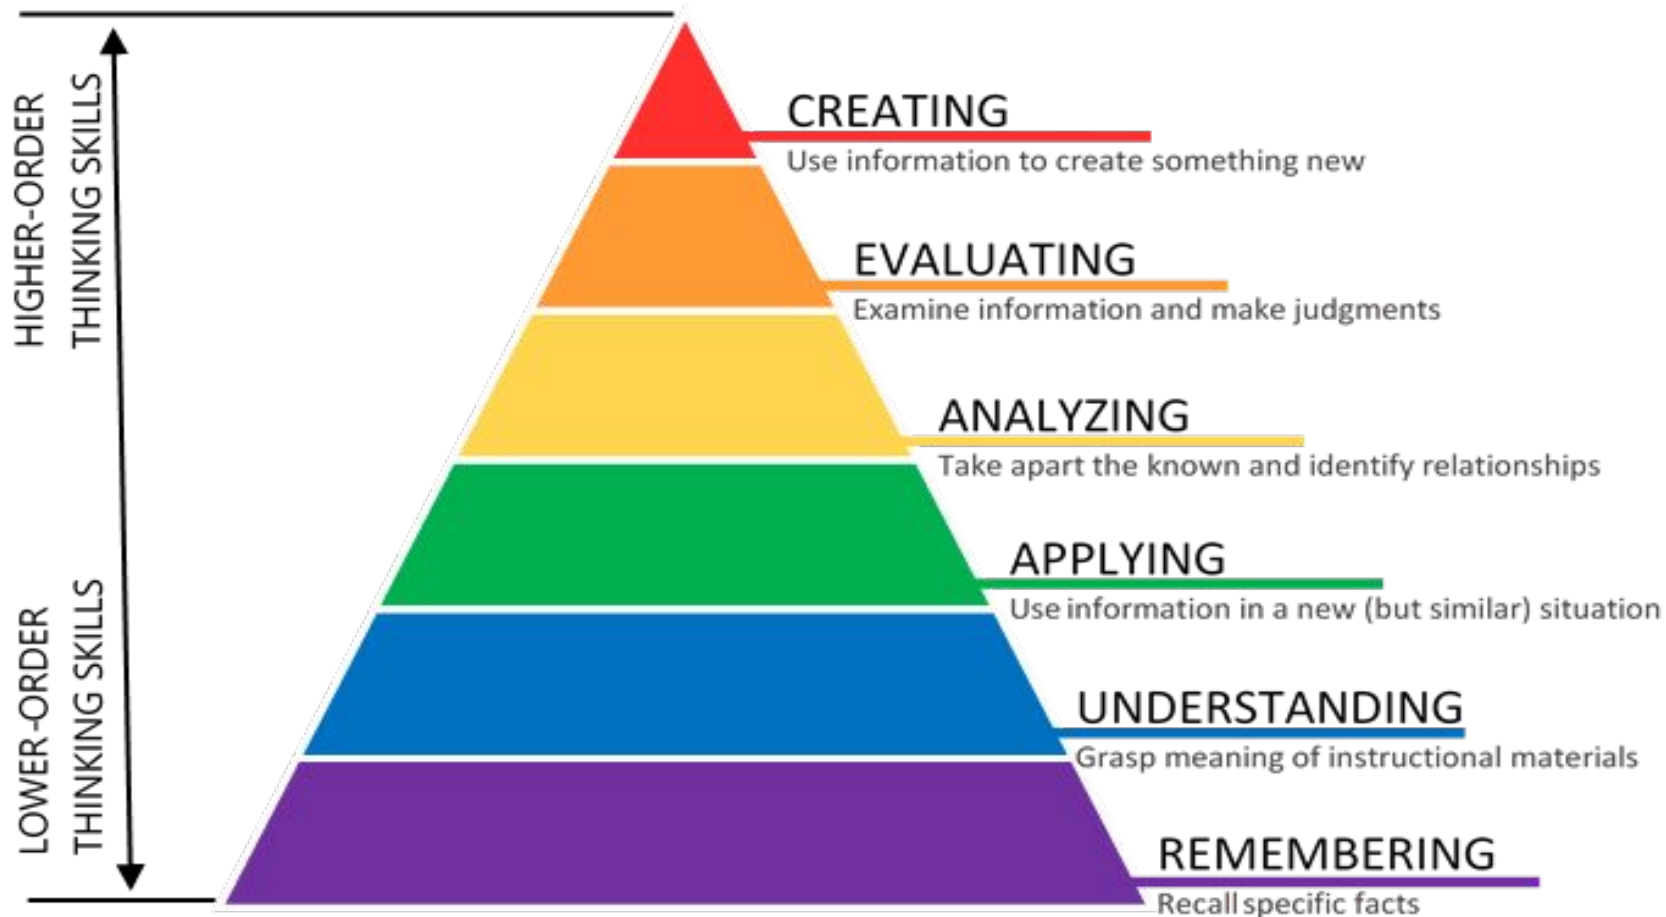 HIGHER-ORDER
THINKING SKILLS
LOWER-ORDER
THINKING SKILLS
CREATING
Use information to create something new
EVALUATING
Examine information and make judgments
ANALYZING
Take apart the known and identify relationships
APPLYING
Use information in a new (but similar) situation
UNDERSTANDING
Grasp meaning of instructional materials
REMEMBERING
Recall specific facts